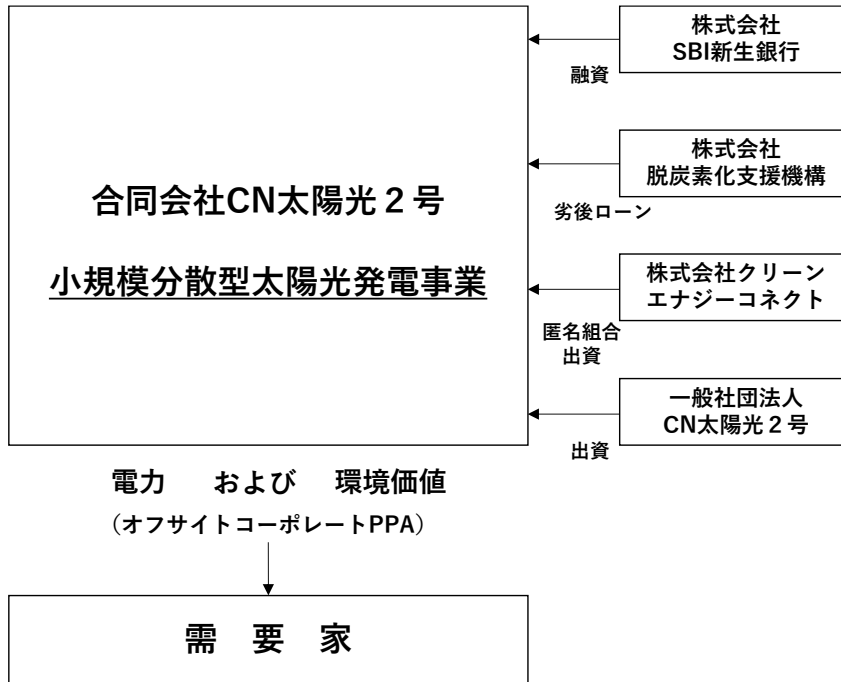 株式会社
SBI新生銀行
融資
株式会社
脱炭素化支援機構
劣後ローン
合同会社CN太陽光２号
小規模分散型太陽光発電事業
株式会社クリーン
エナジーコネクト
匿名組合
出資
一般社団法人
CN太陽光２号
出資
電力　および　環境価値
（オフサイトコーポレートPPA）
需　要　家